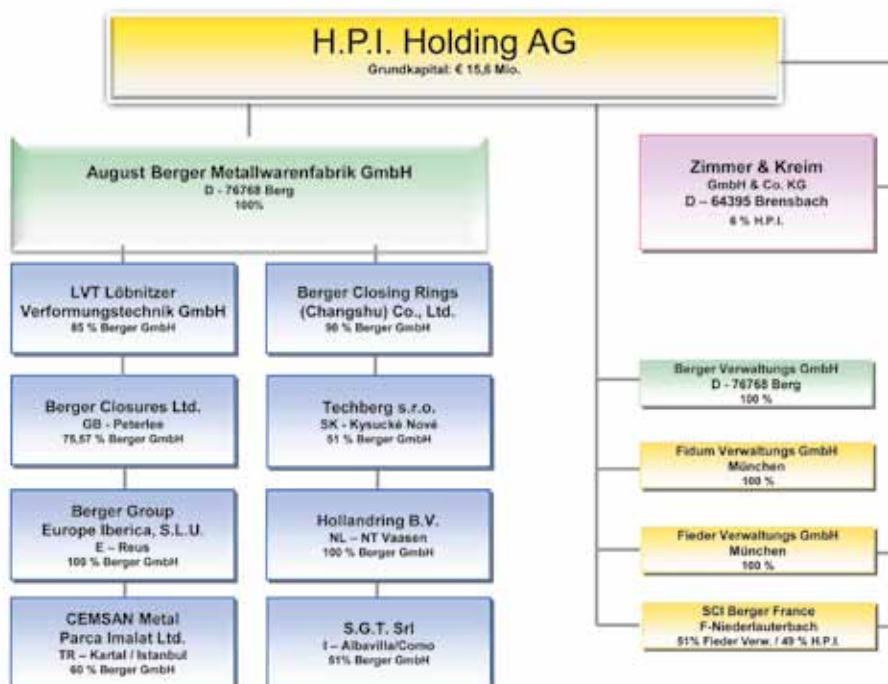 H.P.I. Holding AG
Grundkapital: € 15,6 Mio.
August Berger Metallwarenfabrik GmbH
D - 76768 Berg
100%
Zimmer & Kreim
GmbH & Co. KG
D – 64395 Brensbach
6 % H.P.I.
LVT Löbnitzer
Verformungstechnik GmbH
85 % Berger GmbH
Berger Closing Rings
(Changshu) Co., Ltd.
90 % Berger GmbH
Berger Closures Ltd.
GB - Peterlee
75,57 % Berger GmbH
Techberg s.r.o.
SK - Kysucké Nové
51 % Berger GmbH
Berger Group
Europe Iberica, S.L.U.
E – Reus
100 % Berger GmbH
Hollandring B.V.
NL – NT Vaasen
100 % Berger GmbH
CEMSAN Metal
Parca Imalat Ltd.
TR – Kartal / Istanbul
60 % Berger GmbH
S.G.T. Srl
I – Albavilla/Como
51% Berger GmbH
Berger Verwaltungs GmbH
D - 76768 Berg
100 %
Fidum Verwaltungs GmbH
München
100 %
Fieder Verwaltungs GmbH
München
100 %
SCI Berger France
F-Niederlauterbach
51% Fieder Verw. / 49 % H.P.I.